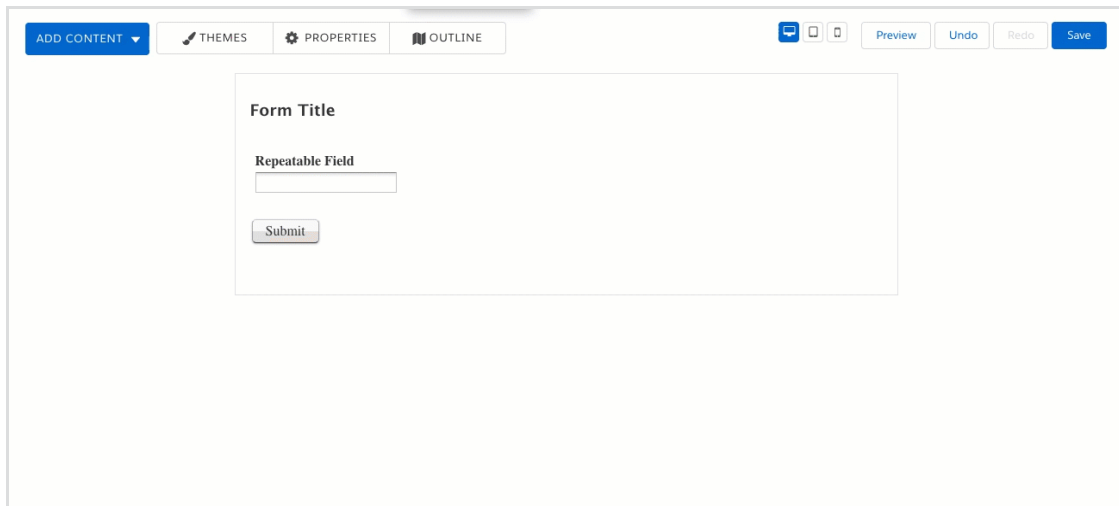 ADD CONTENT THEMES PROPERTIES OUTLINE Preview Undo Redo Save
Form Title
Repeatable Field
Submit